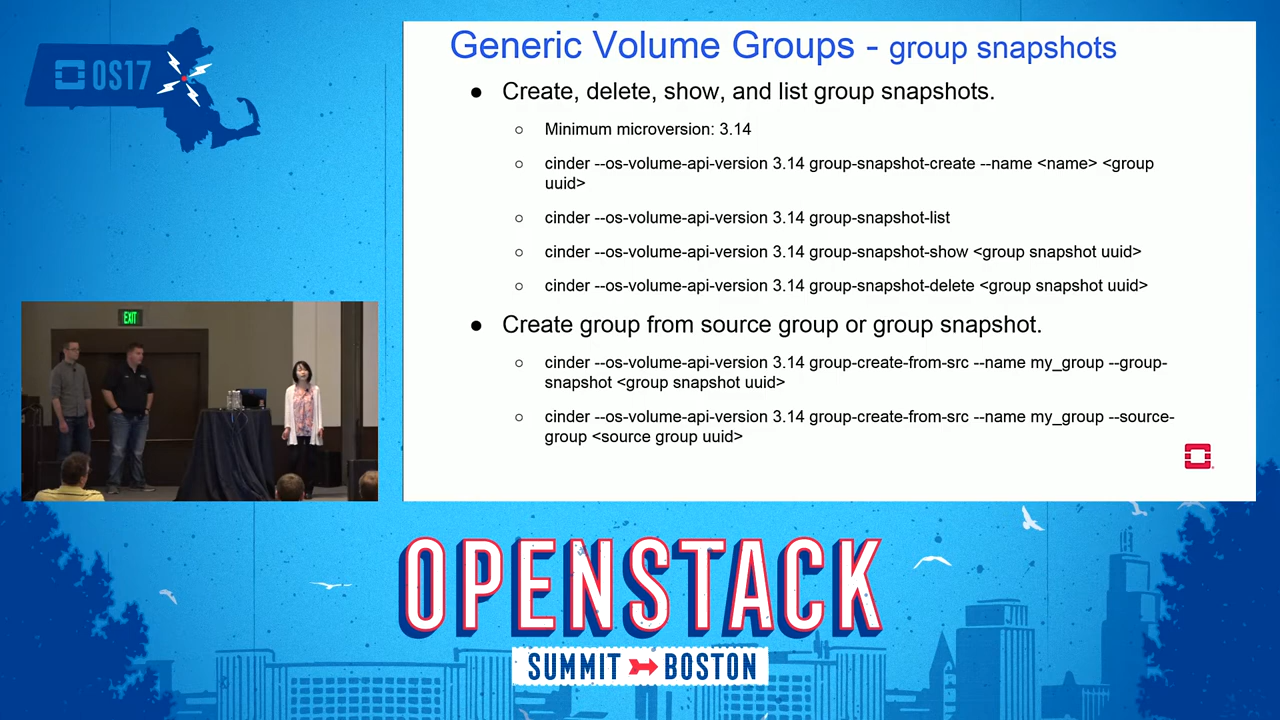 OS17
Generic Volume Groups - group snapshots
● Create, delete, show, and list group snapshots.
○ Minimum microversion: 3.14
○ cinder --os-volume-api-version 3.14 group-snapshot-create --name <name> <group
uuid>
○ cinder --os-volume-api-version 3.14 group-snapshot-list
○ cinder --os-volume-api-version 3.14 group-snapshot-show <group snapshot uuid>
○ cinder --os-volume-api-version 3.14 group-snapshot-delete <group snapshot uuid>
● Create group from source group or group snapshot.
○ cinder --os-volume-api-version 3.14 group-create-from-src --name my_group --group-
snapshot <group snapshot uuid>
○ cinder --os-volume-api-version 3.14 group-create-from-src --name my_group --source-
group <source group uuid>
EXIT
OPENSTACK
SUMMIT BOSTON